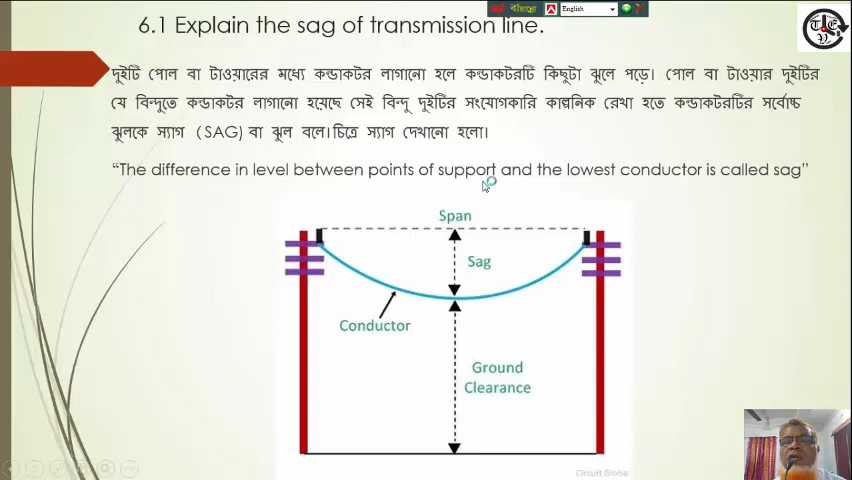 বাংলা English
6.1 Explain the sag of transmission line.
দুইটি পোল বা টাওয়ারের মধ্যে কন্ডাকটর লাগানো হলে কন্ডাকটরটি কিছুটা ঝুলে পড়ে। পোল বা টাওয়ার দুইটির
যে বিন্দুতে কন্ডাকটর লাগানো হয়েছে সেই বিন্দু দুইটির সংযোগকারি কাল্পনিক রেখা হতে কন্ডাকটরটির সর্বোচ্চ
ঝুলকে স্যাগ (SAG) বা ঝুল বলে।চিত্রে স্যাগ দেখানো হলো।
“The difference in level between points of support and the lowest conductor is called sag”
Span
Sag
Conductor
Ground
Clearance
Circuit Globe